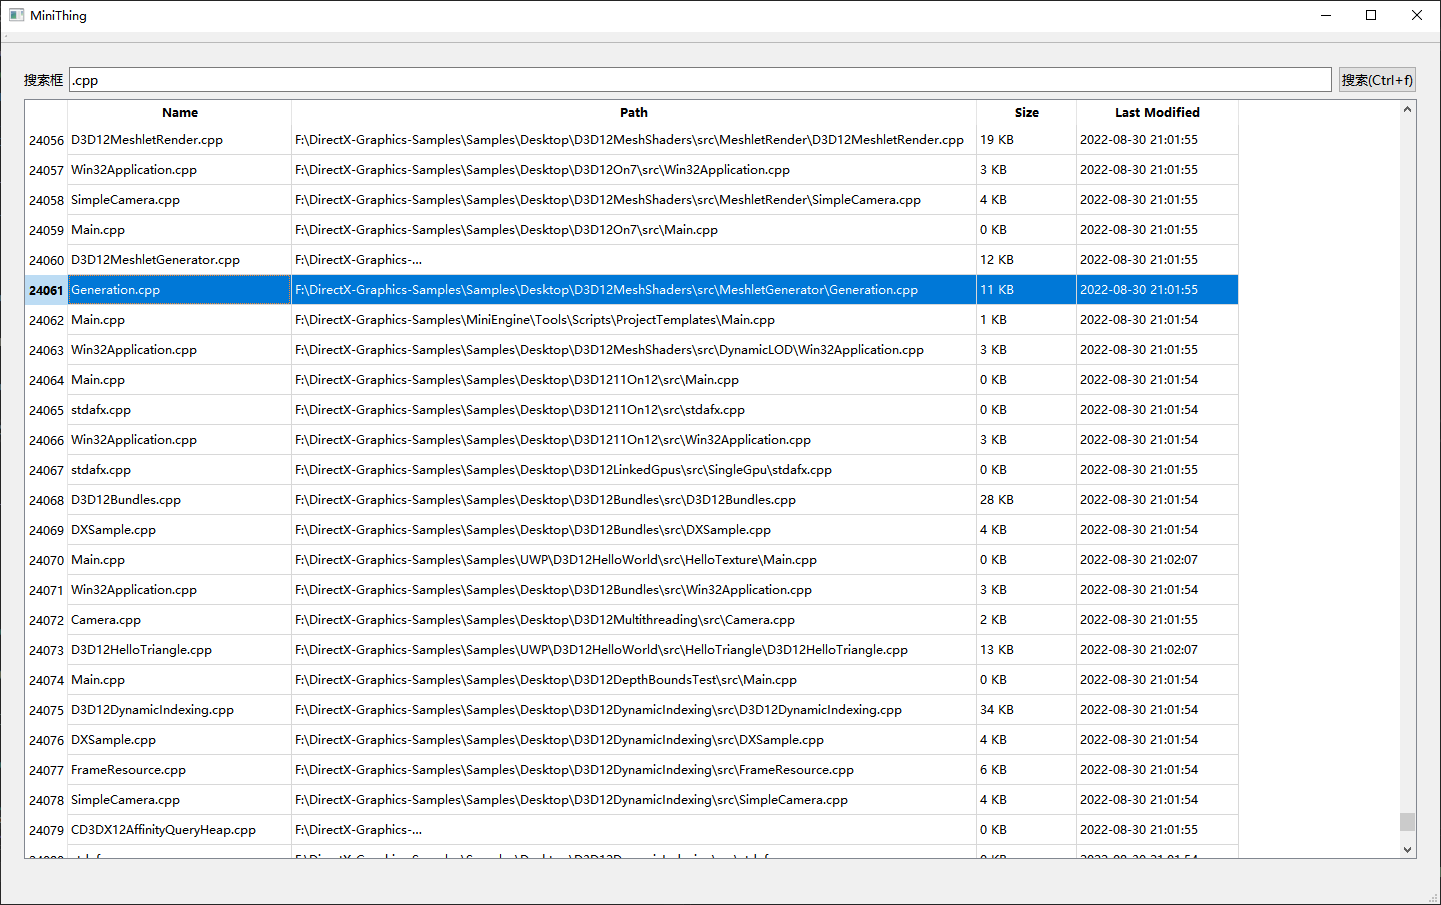 MiniThing
搜索框 .cpp 搜索(Ctrl+f)
Name Path Size Last Modified
24056 D3D12MeshletRender.cpp F:\DirectX-Graphics-Samples\Samples\Desktop\D3D12MeshShaders\src\MeshletRender\D3D12MeshletRender.cpp 19 KB 2022-08-30 21:01:55
24057 Win32Application.cpp F:\DirectX-Graphics-Samples\Samples\Desktop\D3D12On7\src\Win32Application.cpp 3 KB 2022-08-30 21:01:55
24058 SimpleCamera.cpp F:\DirectX-Graphics-Samples\Samples\Desktop\D3D12MeshShaders\src\MeshletRender\SimpleCamera.cpp 4 KB 2022-08-30 21:01:55
24059 Main.cpp F:\DirectX-Graphics-Samples\Samples\Desktop\D3D12On7\src\Main.cpp 0 KB 2022-08-30 21:01:55
24060 D3D12MeshletGenerator.cpp F:\DirectX-Graphics-... 12 KB 2022-08-30 21:01:55
24061 Generation.cpp F:\DirectX-Graphics-Samples\Samples\Desktop\D3D12MeshShaders\src\MeshletGenerator\Generation.cpp 11 KB 2022-08-30 21:01:55
24062 Main.cpp F:\DirectX-Graphics-Samples\MiniEngine\Tools\Scripts\ProjectTemplates\Main.cpp 1 KB 2022-08-30 21:01:54
24063 Win32Application.cpp F:\DirectX-Graphics-Samples\Samples\Desktop\D3D12MeshShaders\src\DynamicLOD\Win32Application.cpp 3 KB 2022-08-30 21:01:55
24064 Main.cpp F:\DirectX-Graphics-Samples\Samples\Desktop\D3D1211On12\src\Main.cpp 0 KB 2022-08-30 21:01:54
24065 stdafx.cpp F:\DirectX-Graphics-Samples\Samples\Desktop\D3D1211On12\src\stdafx.cpp 0 KB 2022-08-30 21:01:54
24066 Win32Application.cpp F:\DirectX-Graphics-Samples\Samples\Desktop\D3D1211On12\src\Win32Application.cpp 3 KB 2022-08-30 21:01:54
24067 stdafx.cpp F:\DirectX-Graphics-Samples\Samples\Desktop\D3D12LinkedGpus\src\SingleGpu\stdafx.cpp 0 KB 2022-08-30 21:01:55
24068 D3D12Bundles.cpp F:\DirectX-Graphics-Samples\Samples\Desktop\D3D12Bundles\src\D3D12Bundles.cpp 28 KB 2022-08-30 21:01:54
24069 DXSample.cpp F:\DirectX-Graphics-Samples\Samples\Desktop\D3D12Bundles\src\DXSample.cpp 4 KB 2022-08-30 21:01:54
24070 Main.cpp F:\DirectX-Graphics-Samples\Samples\UWP\D3D12HelloWorld\src\HelloTexture\Main.cpp 0 KB 2022-08-30 21:02:07
24071 Win32Application.cpp F:\DirectX-Graphics-Samples\Samples\Desktop\D3D12Bundles\src\Win32Application.cpp 3 KB 2022-08-30 21:01:54
24072 Camera.cpp F:\DirectX-Graphics-Samples\Samples\Desktop\D3D12Multithreading\src\Camera.cpp 2 KB 2022-08-30 21:01:55
24073 D3D12HelloTriangle.cpp F:\DirectX-Graphics-Samples\Samples\UWP\D3D12HelloWorld\src\HelloTriangle\D3D12HelloTriangle.cpp 13 KB 2022-08-30 21:02:07
24074 Main.cpp F:\DirectX-Graphics-Samples\Samples\Desktop\D3D12DepthBoundsTest\src\Main.cpp 0 KB 2022-08-30 21:01:54
24075 D3D12DynamicIndexing.cpp F:\DirectX-Graphics-Samples\Samples\Desktop\D3D12DynamicIndexing\src\D3D12DynamicIndexing.cpp 34 KB 2022-08-30 21:01:54
24076 DXSample.cpp F:\DirectX-Graphics-Samples\Samples\Desktop\D3D12DynamicIndexing\src\DXSample.cpp 4 KB 2022-08-30 21:01:54
24077 FrameResource.cpp F:\DirectX-Graphics-Samples\Samples\Desktop\D3D12DynamicIndexing\src\FrameResource.cpp 6 KB 2022-08-30 21:01:54
24078 SimpleCamera.cpp F:\DirectX-Graphics-Samples\Samples\Desktop\D3D12DynamicIndexing\src\SimpleCamera.cpp 4 KB 2022-08-30 21:01:54
24079 CD3DX12AffinityQueryHeap.cpp F:\DirectX-Graphics-... 0 KB 2022-08-30 21:01:55